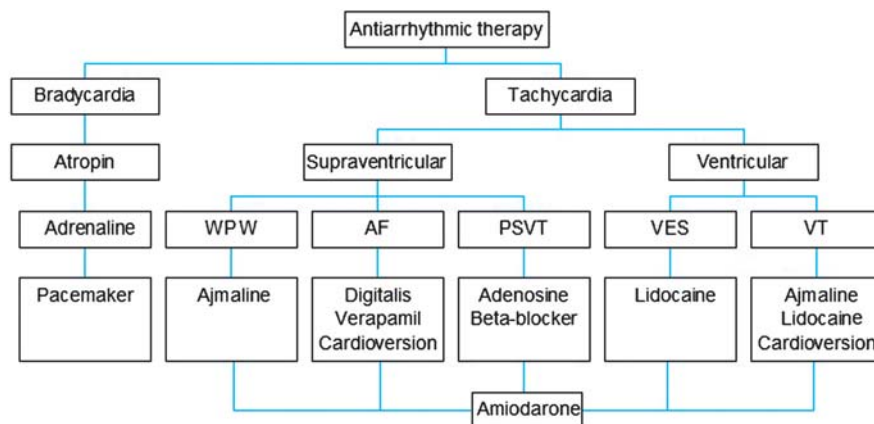 Antiarrhythmic therapy
Bradycardia
Tachycardia
Atropin
Supraventricular
Ventricular
Adrenaline
WPW
AF
PSVT
VES
VT
Pacemaker
Ajmaline
Digitalis
Verapamil
Cardioversion
Adenosine
Beta-blocker
Lidocaine
Ajmaline
Lidocaine
Cardioversion
Amiodarone